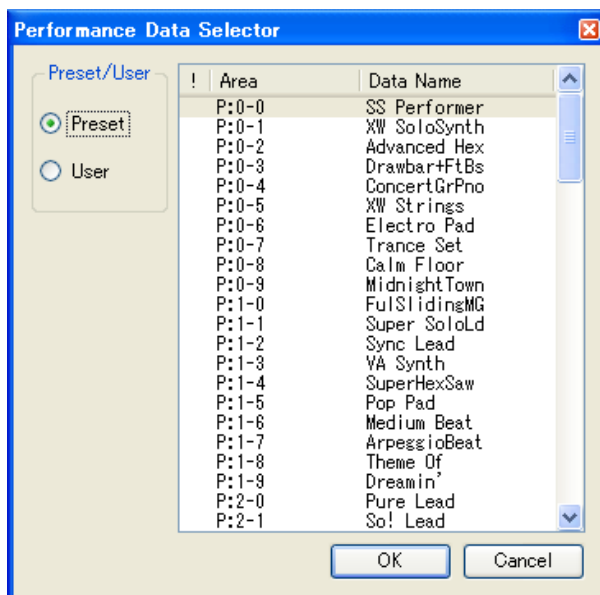 Performance Data Selector
Preset/User
Preset
User
! Area Data Name
P:0-0 SS Performer
P:0-1 XW SoloSynth
P:0-2 Advanced Hex
P:0-3 Drawbar+FtBs
P:0-4 ConcertGrPno
P:0-5 XW Strings
P:0-6 Electro Pad
P:0-7 Trance Set
P:0-8 Calm Floor
P:0-9 MidnightTown
P:1-0 FulSlidingMG
P:1-1 Super SoloLd
P:1-2 Sync Lead
P:1-3 VA Synth
P:1-4 SuperHexSaw
P:1-5 Pop Pad
P:1-6 Medium Beat
P:1-7 ArpeggioBeat
P:1-8 Theme Of
P:1-9 Dreamin'
P:2-0 Pure Lead
P:2-1 So! Lead
OK Cancel